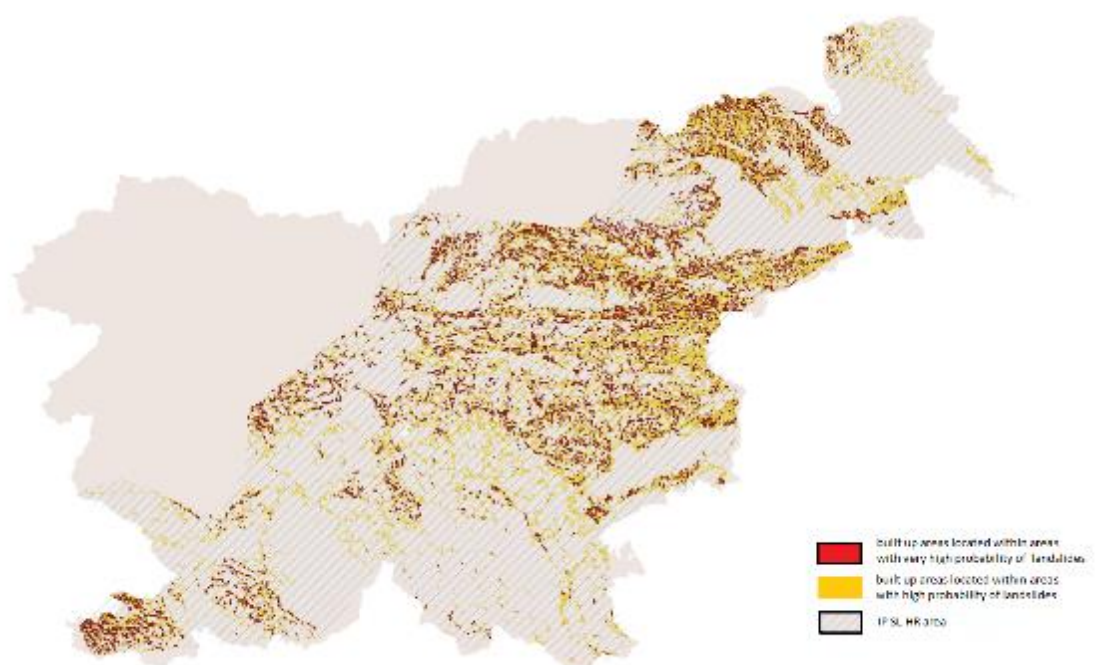 built up areas located within areas
with very high probability of landslides
built up areas located within areas
with high probability of landslides
IP SL-HR area